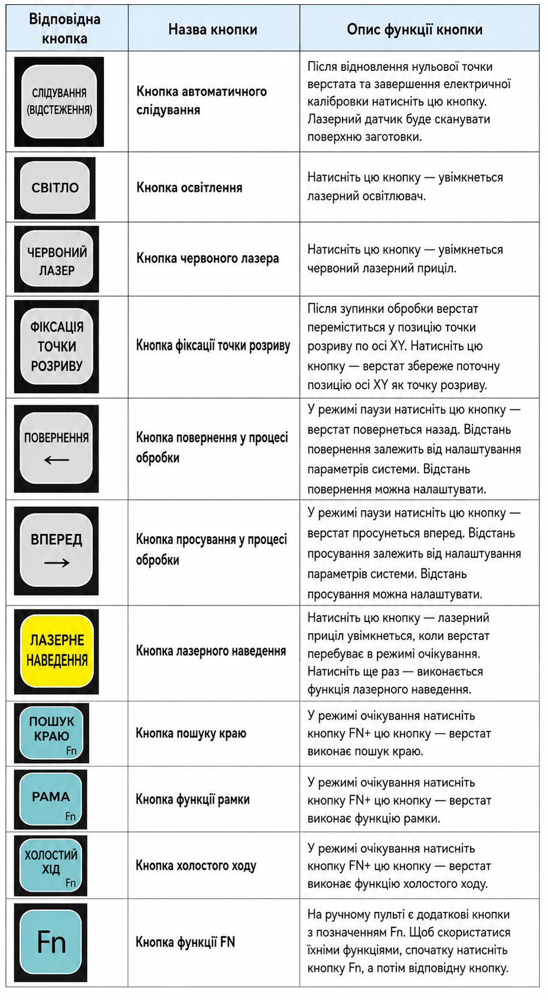 Відповідна
кнопка
Назва кнопки
Опис функції кнопки
СЛІДУВАННЯ
(ВІДСТЕЖЕННЯ)
Кнопка автоматичного
слідування
Після відновлення нульової точки
верстата та завершення електричної
калібровки натисніть цю кнопку.
Лазерний датчик буде сканувати
поверхню заготовки.
СВІТЛО
Кнопка освітлення
Натисніть цю кнопку — увімкнеться
лазерний освітлювач.
ЧЕРВОНИЙ
ЛАЗЕР
Кнопка червоного лазера
Натисніть цю кнопку — увімкнеться
червоний лазерний приціл.
ФІКСАЦІЯ
ТОЧКИ
РОЗРИВУ
Кнопка фіксації точки розриву
Після зупинки обробки верстат
переміститься у позицію точки
розриву по осі XY. Натисніть цю
кнопку — верстат збереже поточну
позицію осі XY як точку розриву.
ПОВЕРНЕННЯ
←
Кнопка повернення у процесі
обробки
У режимі паузи натисніть цю кнопку —
верстат повернеться назад. Відстань
повернення залежить від налаштування
параметрів системи. Відстань
повернення можна налаштувати.
ВПЕРЕД
→
Кнопка просування у процесі
обробки
У режимі паузи натисніть цю кнопку —
верстат просунеться вперед. Відстань
просування залежить від налаштування
параметрів системи. Відстань
просування можна налаштувати.
ЛАЗЕРНЕ
НАВЕДЕННЯ
Кнопка лазерного наведення
Натисніть цю кнопку — лазерний
приціл увімкнеться, коли верстат
перебуває в режимі очікування.
Натисніть ще раз — виконається
функція лазерного наведення.
ПОШУК
КРАЮ
Fn
Кнопка пошуку краю
У режимі очікування натисніть
кнопку FN+ цю кнопку — верстат
виконає пошук краю.
РАМА
Fn
Кнопка функції рамки
У режимі очікування натисніть
кнопку FN+ цю кнопку — верстат
виконає функцію рамки.
ХОЛОСТИЙ
ХІД
Fn
Кнопка холостого ходу
У режимі очікування натисніть
кнопку FN+ цю кнопку — верстат
виконає функцію холостого ходу.
Fn
Кнопка функції FN
На ручному пульті є додаткові кнопки
з позначенням Fn. Щоб скористатися
їхніми функціями, спочатку натисніть
кнопку Fn, а потім відповідну кнопку.